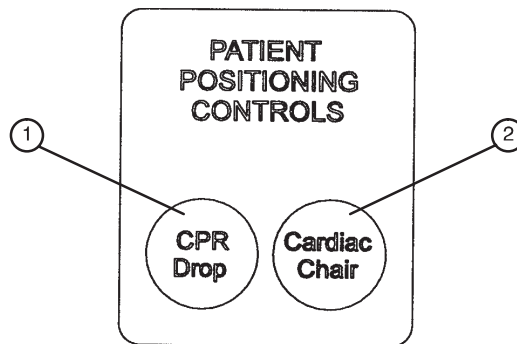 PATIENT
POSITIONING
CONTROLS
1
2
CPR
Drop
Cardiac
Chair